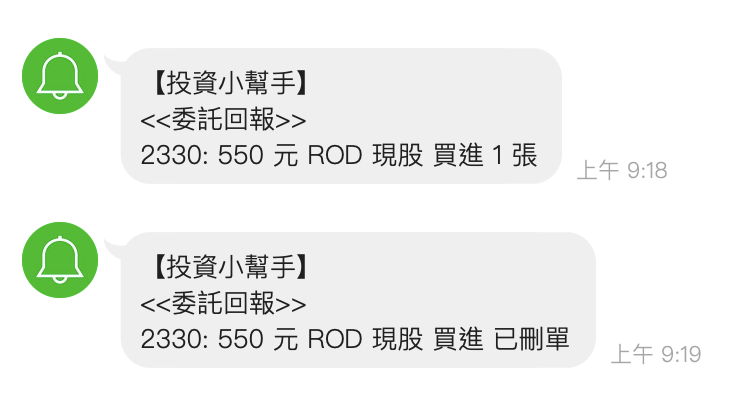 【投資小幫手】
<<委託回報>>
2330: 550 元 ROD 現股 買進 1 張
上午 9:18
【投資小幫手】
<<委託回報>>
2330: 550 元 ROD 現股 買進 已刪單
上午 9:19